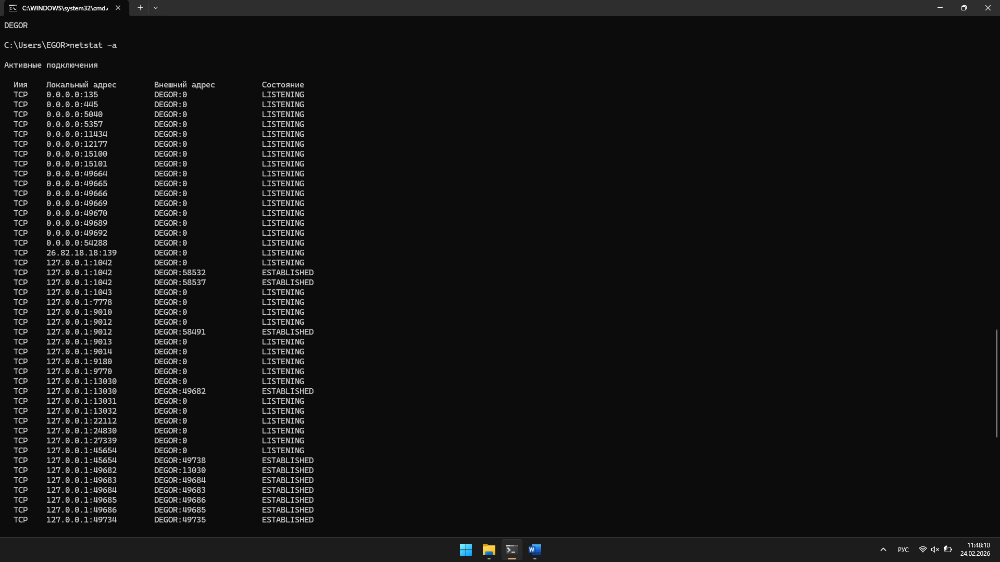 C:\WINDOWS\system32\cmd.
DEGOR
C:\Users\EGOR>netstat -a
Активные подключения
Имя Локальный адрес Внешний адрес Состояние
TCP 0.0.0.0:135 DEGOR:0 LISTENING
TCP 0.0.0.0:445 DEGOR:0 LISTENING
TCP 0.0.0.0:5040 DEGOR:0 LISTENING
TCP 0.0.0.0:5357 DEGOR:0 LISTENING
TCP 0.0.0.0:11434 DEGOR:0 LISTENING
TCP 0.0.0.0:12177 DEGOR:0 LISTENING
TCP 0.0.0.0:15100 DEGOR:0 LISTENING
TCP 0.0.0.0:15101 DEGOR:0 LISTENING
TCP 0.0.0.0:49664 DEGOR:0 LISTENING
TCP 0.0.0.0:49665 DEGOR:0 LISTENING
TCP 0.0.0.0:49666 DEGOR:0 LISTENING
TCP 0.0.0.0:49669 DEGOR:0 LISTENING
TCP 0.0.0.0:49670 DEGOR:0 LISTENING
TCP 0.0.0.0:49689 DEGOR:0 LISTENING
TCP 0.0.0.0:49692 DEGOR:0 LISTENING
TCP 0.0.0.0:54288 DEGOR:0 LISTENING
TCP 26.82.18.18:139 DEGOR:0 LISTENING
TCP 127.0.0.1:1042 DEGOR:0 LISTENING
TCP 127.0.0.1:1042 DEGOR:58532 ESTABLISHED
TCP 127.0.0.1:1042 DEGOR:58537 ESTABLISHED
TCP 127.0.0.1:1043 DEGOR:0 LISTENING
TCP 127.0.0.1:7778 DEGOR:0 LISTENING
TCP 127.0.0.1:9010 DEGOR:0 LISTENING
TCP 127.0.0.1:9012 DEGOR:0 LISTENING
TCP 127.0.0.1:9012 DEGOR:58491 ESTABLISHED
TCP 127.0.0.1:9013 DEGOR:0 LISTENING
TCP 127.0.0.1:9014 DEGOR:0 LISTENING
TCP 127.0.0.1:9180 DEGOR:0 LISTENING
TCP 127.0.0.1:9770 DEGOR:0 LISTENING
TCP 127.0.0.1:13030 DEGOR:0 LISTENING
TCP 127.0.0.1:13030 DEGOR:49682 ESTABLISHED
TCP 127.0.0.1:13031 DEGOR:0 LISTENING
TCP 127.0.0.1:13032 DEGOR:0 LISTENING
TCP 127.0.0.1:22112 DEGOR:0 LISTENING
TCP 127.0.0.1:24830 DEGOR:0 LISTENING
TCP 127.0.0.1:27339 DEGOR:0 LISTENING
TCP 127.0.0.1:45654 DEGOR:0 LISTENING
TCP 127.0.0.1:45654 DEGOR:49738 ESTABLISHED
TCP 127.0.0.1:49682 DEGOR:13030 ESTABLISHED
TCP 127.0.0.1:49683 DEGOR:49684 ESTABLISHED
TCP 127.0.0.1:49684 DEGOR:49683 ESTABLISHED
TCP 127.0.0.1:49685 DEGOR:49686 ESTABLISHED
TCP 127.0.0.1:49686 DEGOR:49685 ESTABLISHED
TCP 127.0.0.1:49734 DEGOR:49735 ESTABLISHED
РУС
11:48:10
24.02.2026